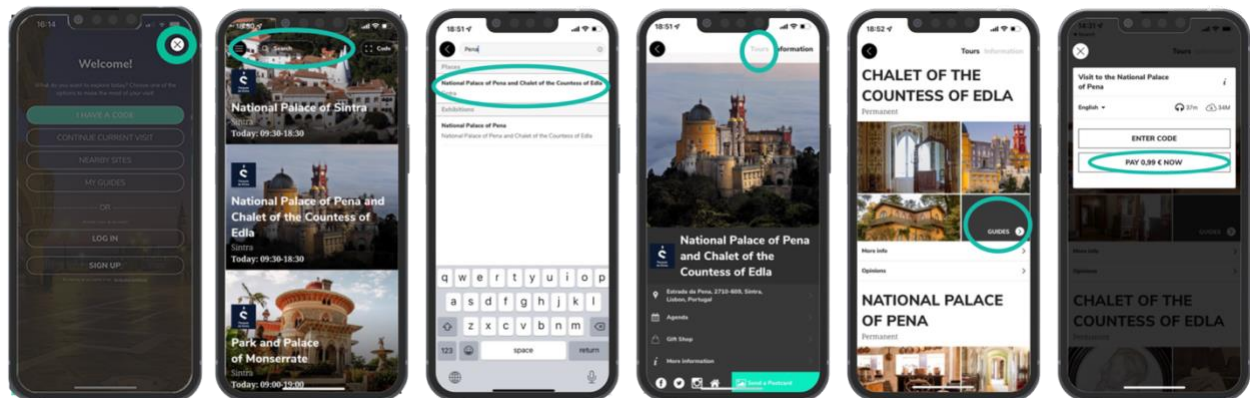 16:14
Welcome!
What do you want to explore today? Choose one of the
options to make the most of your visit!
I HAVE A CODE
CONTINUE CURRENT VISIT
NEARBY SITES
MY GUIDES
OR
LOG IN
SIGN UP
18:50
Search
Code
National Palace of Sintra
Today: 09:30-18:30
National Palace of Pena and
Chalet of the Countess of
Edla
Sintra
Today: 09:30-18:30
Park and Palace
of Monserrate
Today: 09:00-19:00
18:51
Pena
Places
National Palace of Pena and Chalet of the Countess of Edla
Sintra
Exhibitions
National Palace of Pena
National Palace of Pena and Chalet of the Countess of Edla
q w e r t y u i o p
a s d f g h j k l
z x c v b n m
123 space return
18:51
Tours Information
National Palace of Pena
and Chalet of the
Countess of Edla
Estrada da Pena, 2710-609, Sintra,
Lisbon, Portugal
Agenda
Gift Shop
More information
Send a Postcard
18:52
Tours Information
CHALET OF THE
COUNTESS OF EDLA
Permanent
GUIDES
More info
Opinions
NATIONAL PALACE
OF PENA
Permanent
18:31
Search
Tours
Visit to the National Palace
of Pena
English 37m 34M
ENTER CODE
PAY 0,99 € NOW
GUIDES
More info
Opinions
CHALET OF THE
COUNTESS OF EDLA
Permanent